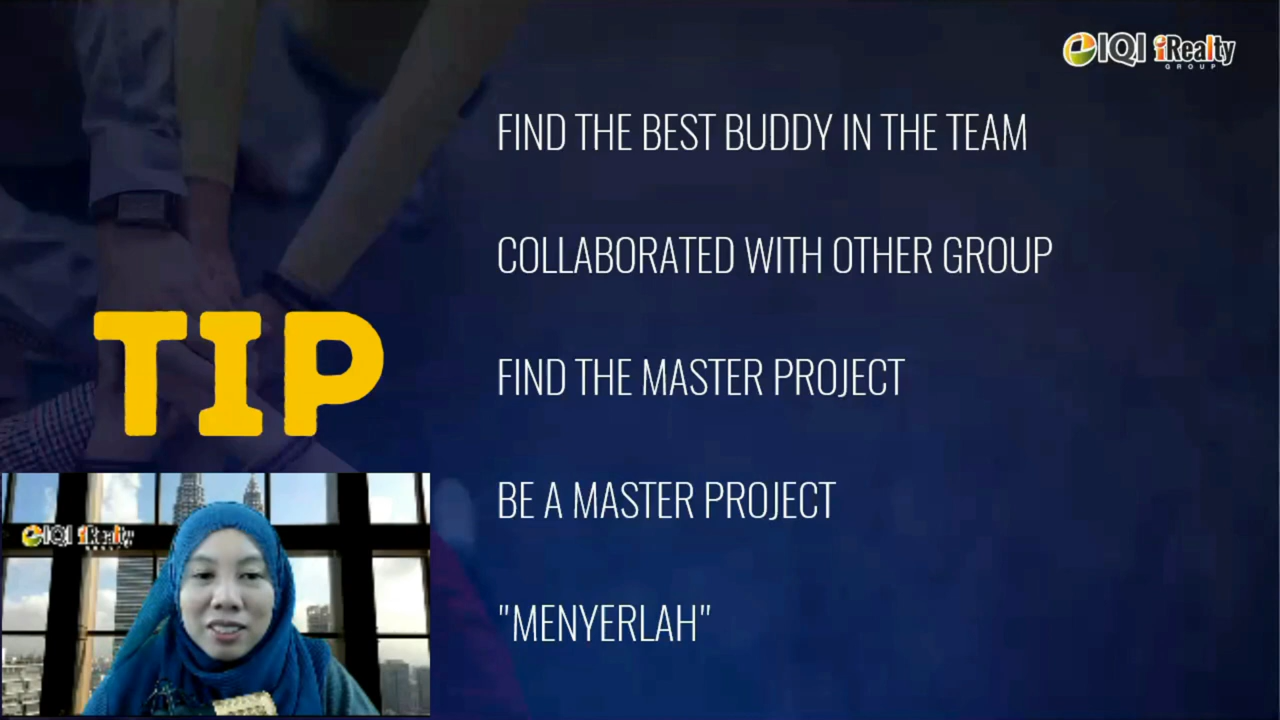 IQI iRealty
GROUP
FIND THE BEST BUDDY IN THE TEAM
COLLABORATED WITH OTHER GROUP
FIND THE MASTER PROJECT
BE A MASTER PROJECT
"MENYERLAH"
TIP
IQI iRealty
GROUP